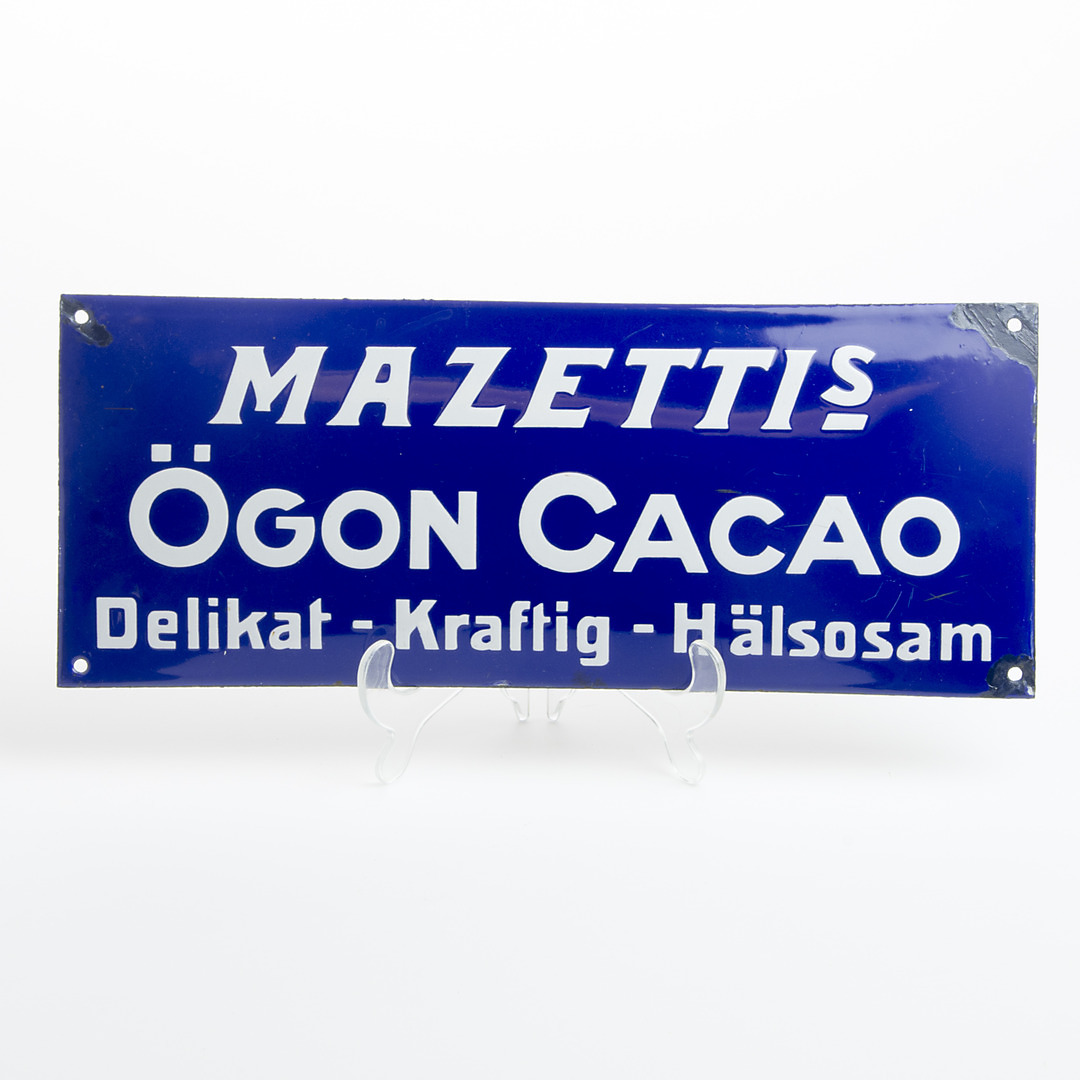 MAZETTIS
ÖGON CACAO
Delikat - Kraftig - Hälsosam